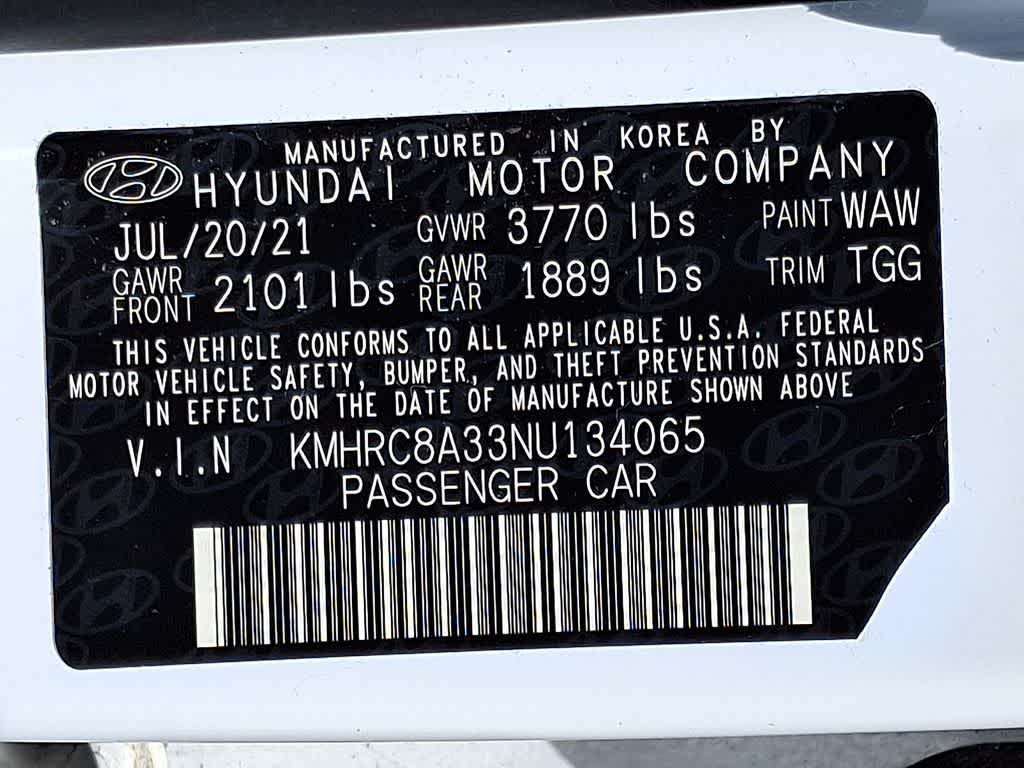 MANUFACTURED IN KOREA BY
HYUNDAI MOTOR COMPANY
JUL/20/21 GVWR 3770 lbs PAINT WAW
GAWR FRONT 2101 lbs GAWR REAR 1889 lbs TRIM TGG
THIS VEHICLE CONFORMS TO ALL APPLICABLE U.S.A. FEDERAL
MOTOR VEHICLE SAFETY, BUMPER, AND THEFT PREVENTION STANDARDS
IN EFFECT ON THE DATE OF MANUFACTURE SHOWN ABOVE
V.I.N KMHRC8A33NU134065
PASSENGER CAR